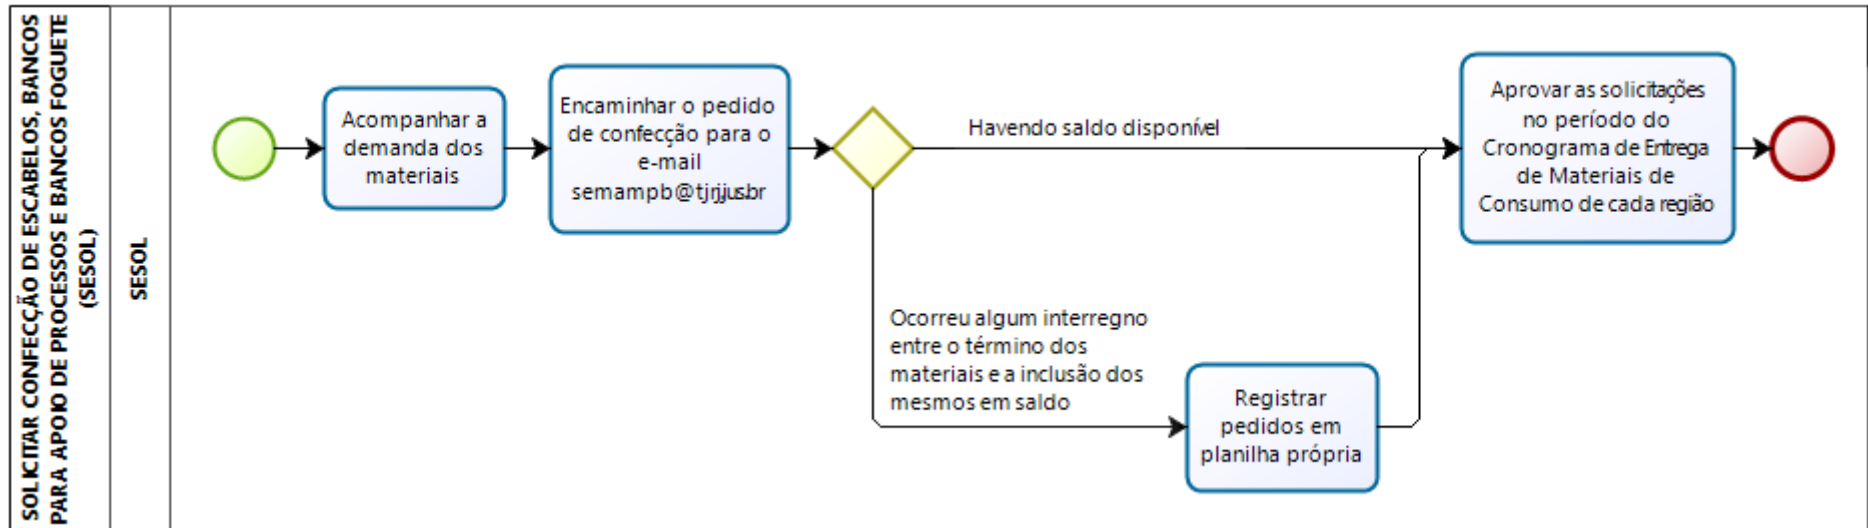 SOLICITAR CONFECÇÃO DE ESCABELOS, BANCOS
PARA APOIO DE PROCESSOS E BANCOS FOGUETE
(SESOL)
SESOL
Acompanhar a
demanda dos
materiais
Encaminhar o pedido
de confecção para o
e-mail
semampb@tjrj.jus.br
Havendo saldo disponível
Ocorreu algum interregno
entre o término dos
materiais e a inclusão dos
mesmos em saldo
Registrar
pedidos em
planilha própria
Aprovar as solicitações
no período do
Cronograma de Entrega
de Materiais de
Consumo de cada região